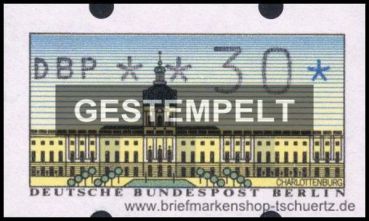 DBP * * 30 *
GESTEMPELT
CHARLOTTENBURG
DEUTSCHE BUNDESPOST BERLIN
www.briefmarkenshop-tschuertz.de